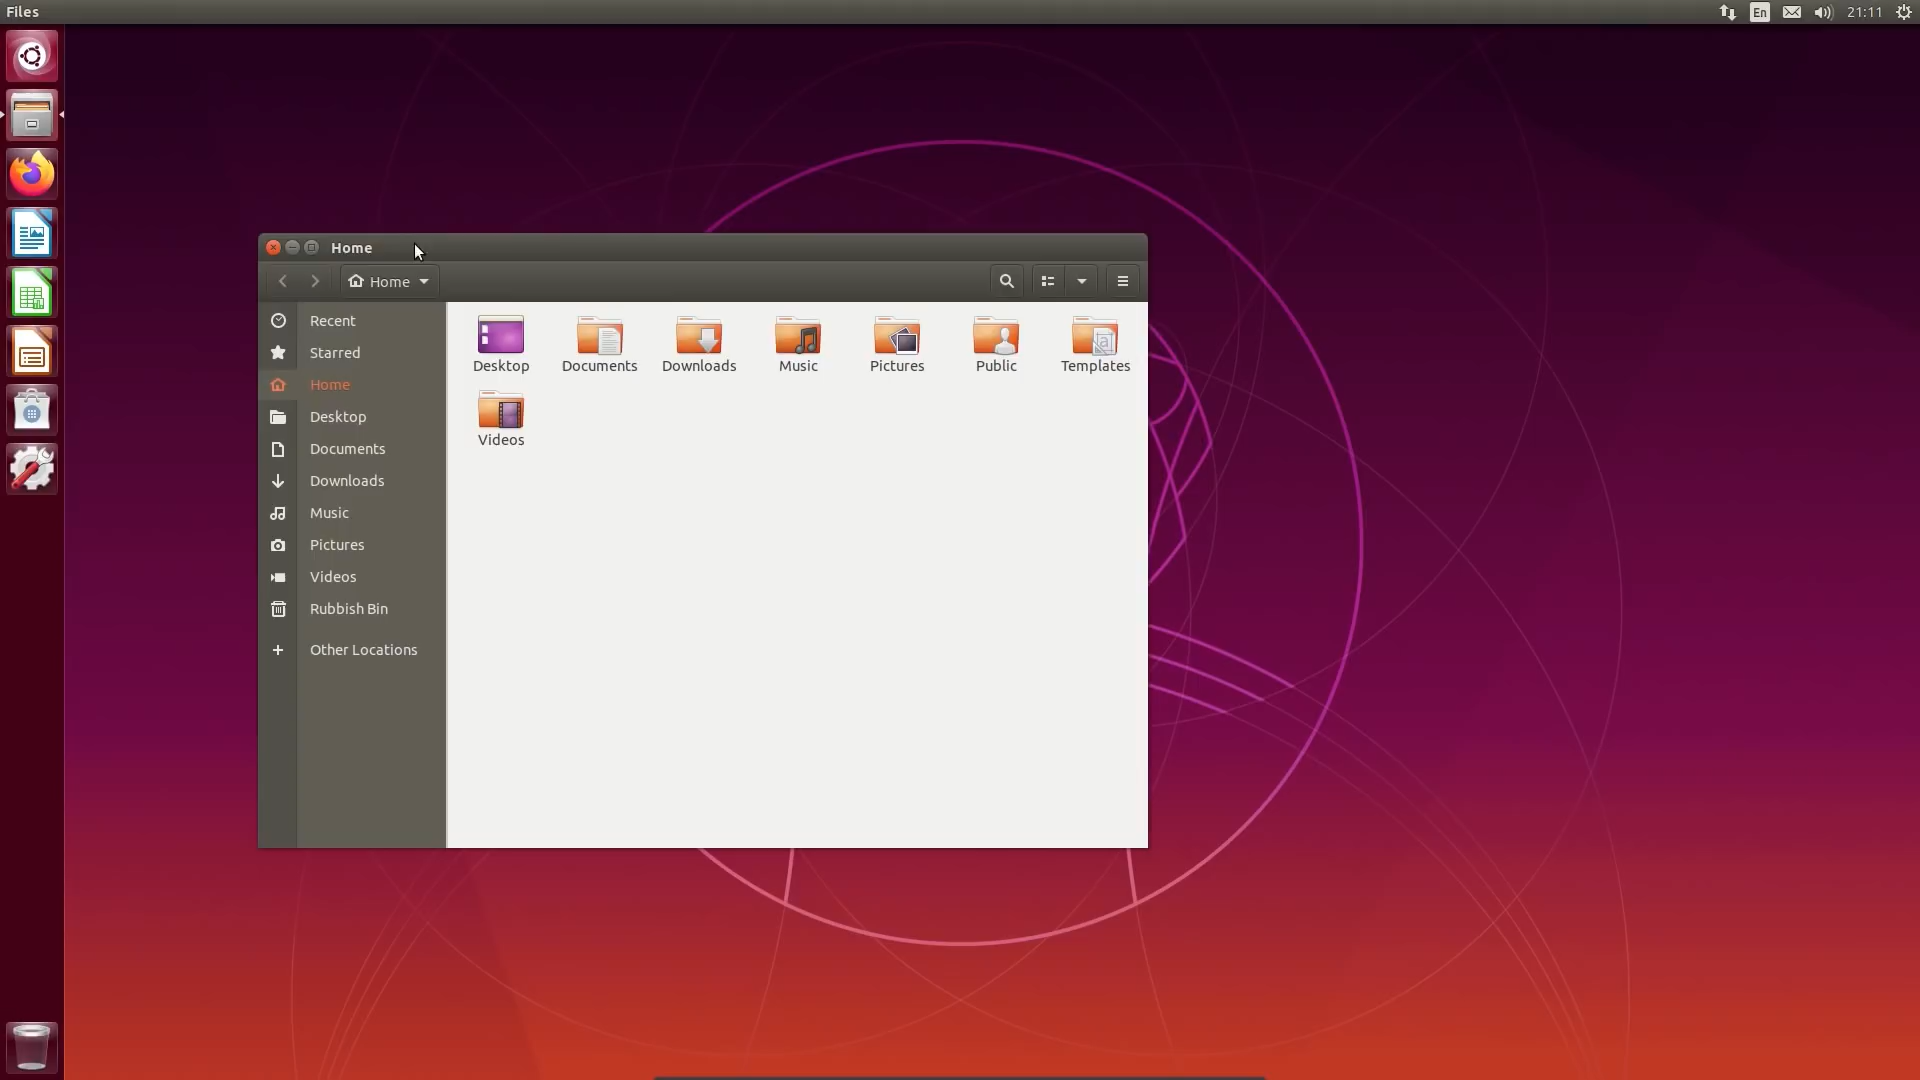 Files
En
21:11
Home
Home
Recent
Starred
Home
Desktop
Documents
Downloads
Music
Pictures
Videos
Rubbish Bin
Other Locations
Desktop
Documents
Downloads
Music
Pictures
Public
Templates
Videos